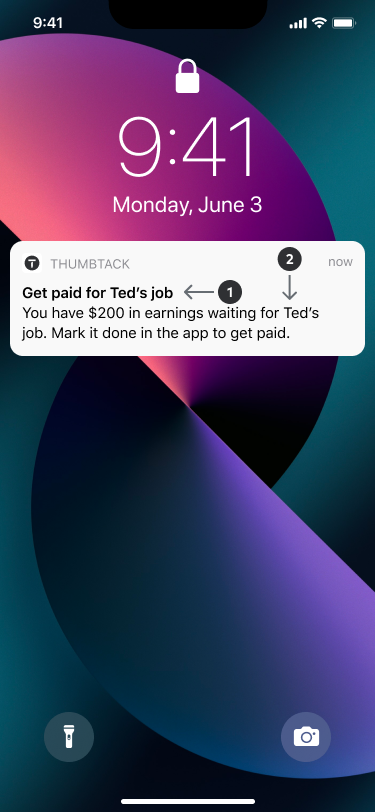 9:41
9:41
Monday, June 3
THUMBTACK
now
2
Get paid for Ted's job
1
You have $200 in earnings waiting for Ted's
job. Mark it done in the app to get paid.